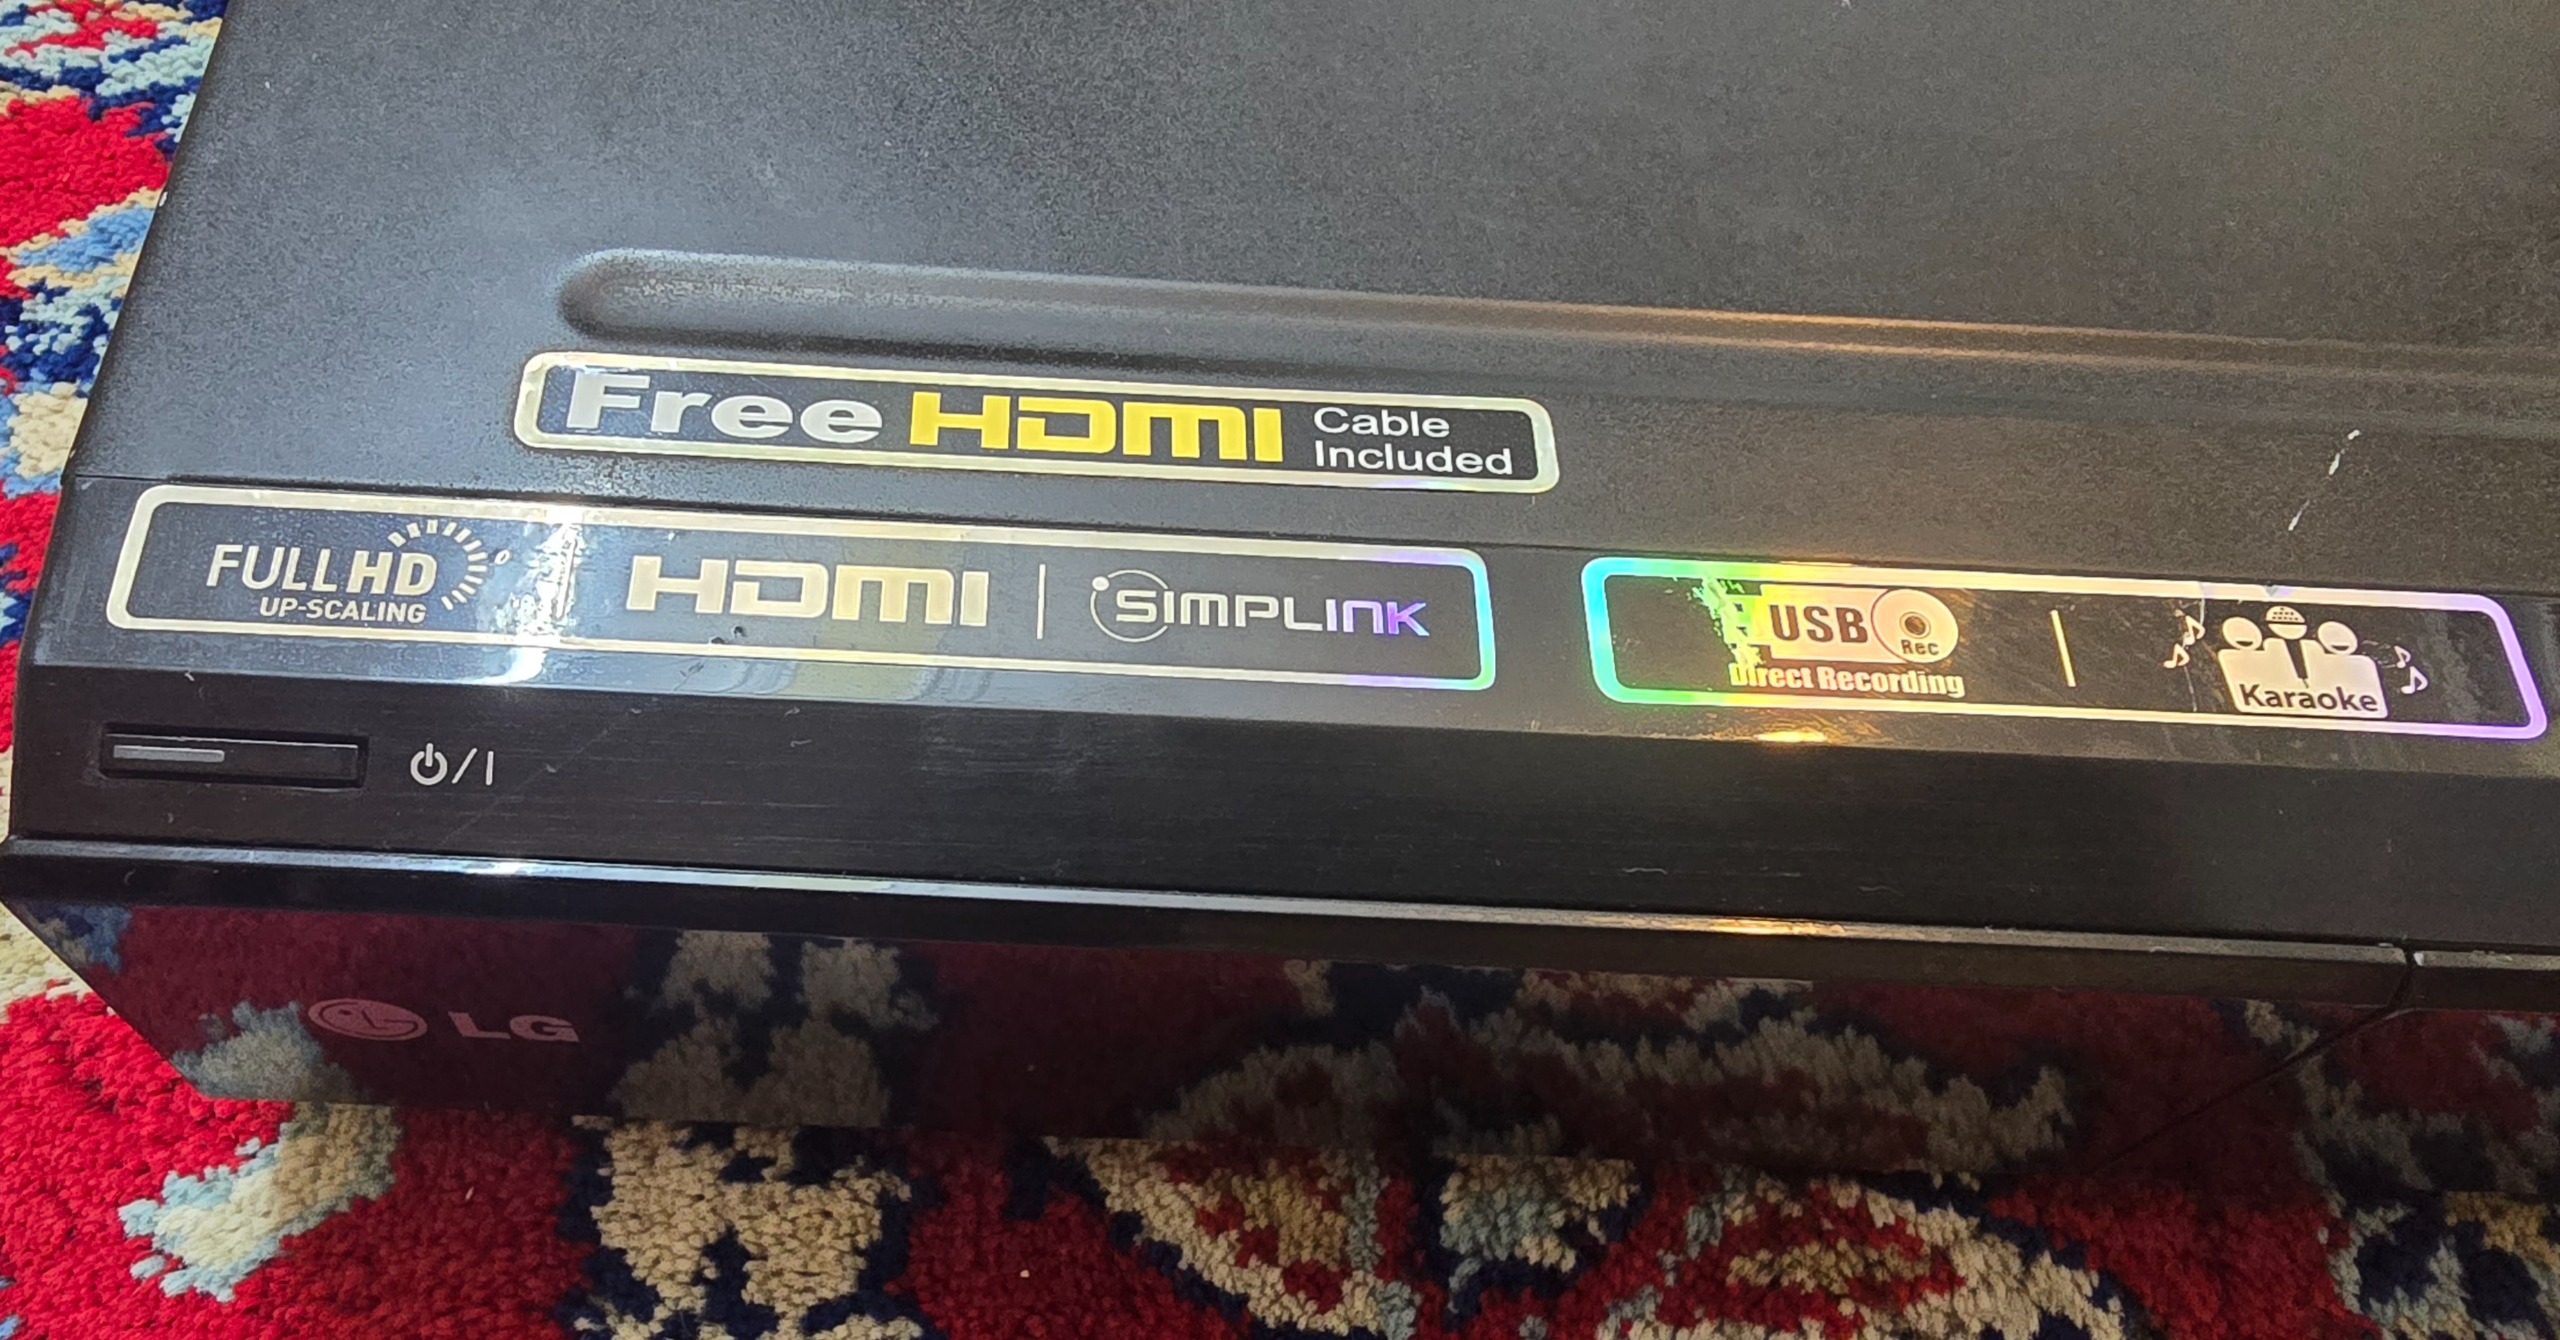 Free HDMI Cable
Included
FULL HD
UP-SCALING
HDMI
SIMPLINK
USB
Rec
Direct Recording
Karaoke
LG